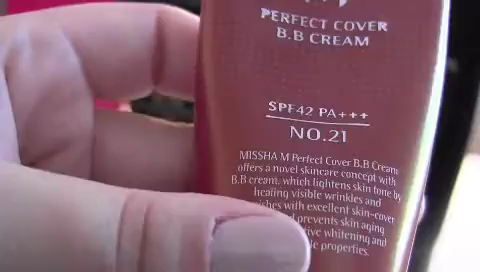 PERFECT COVER
B.B CREAM
SPF42 PA+++
NO.21
MISSHA M Perfect Cover B.B Cream
offers a novel skincare concept with
B.B cream, which lightens skin tone by
healing visible wrinkles and
with excellent skin-cover
prevents skin aging
whitening and
properties.